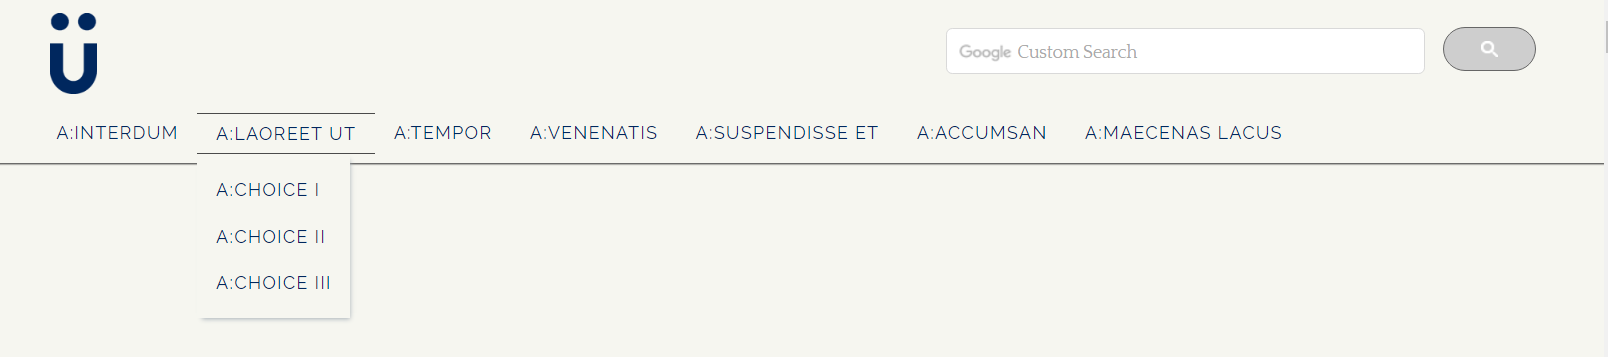 ü
Google Custom Search
A:INTERDUM A:LAOREET UT A:TEMPOR A:VENENATIS A:SUSPENDISSE ET A:ACCUMSAN A:MAECENAS LACUS
A:CHOICE I
A:CHOICE II
A:CHOICE III